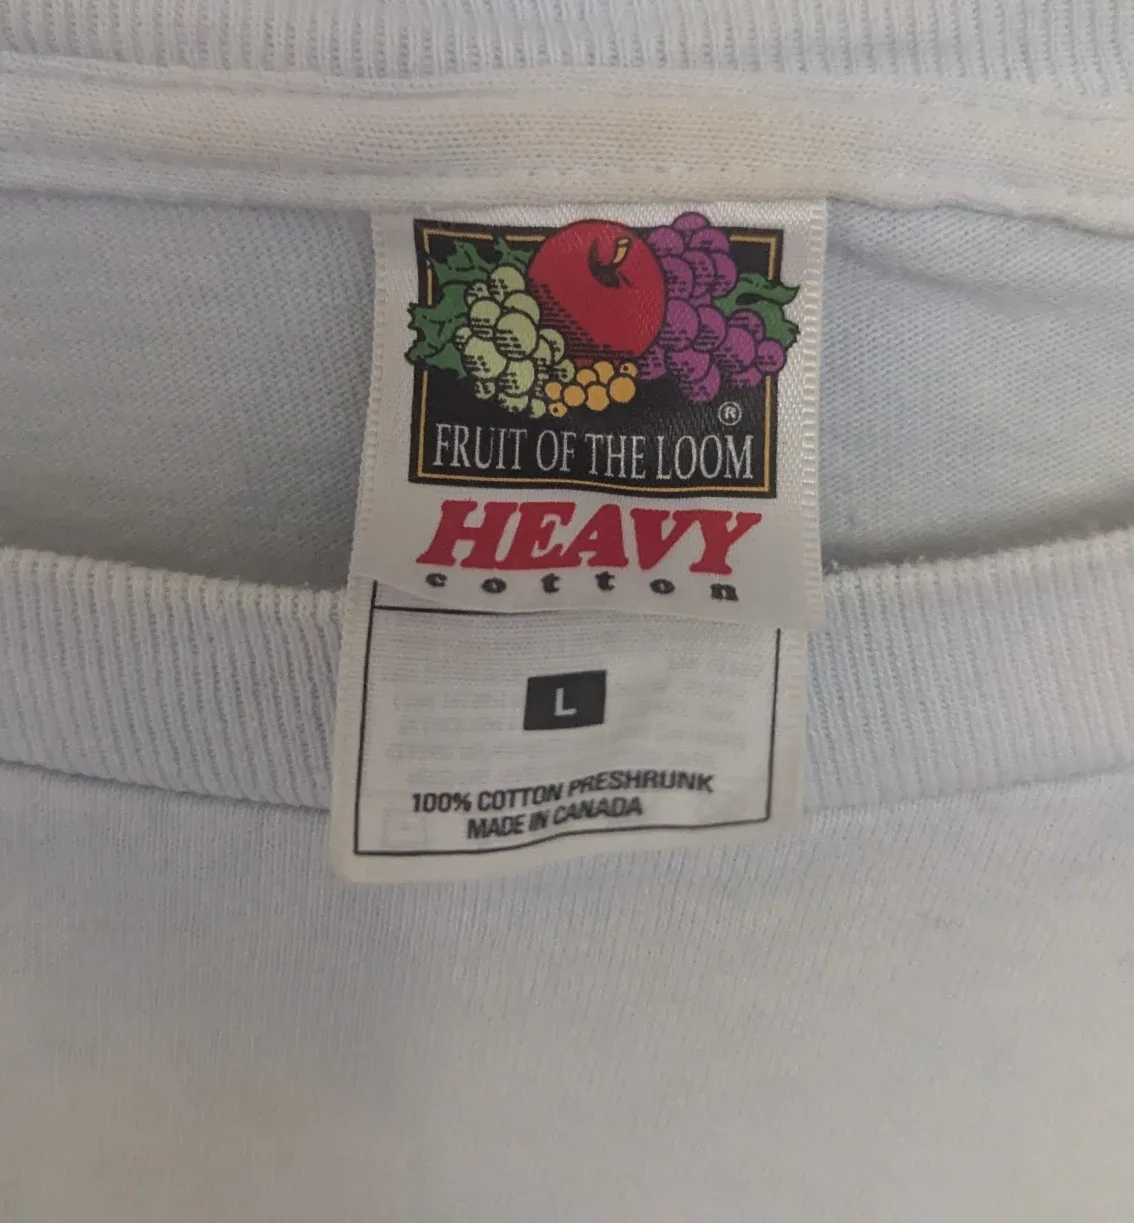 ®
FRUIT OF THE LOOM
HEAVY
cotton
L
100% COTTON PRESHRUNK
MADE IN CANADA